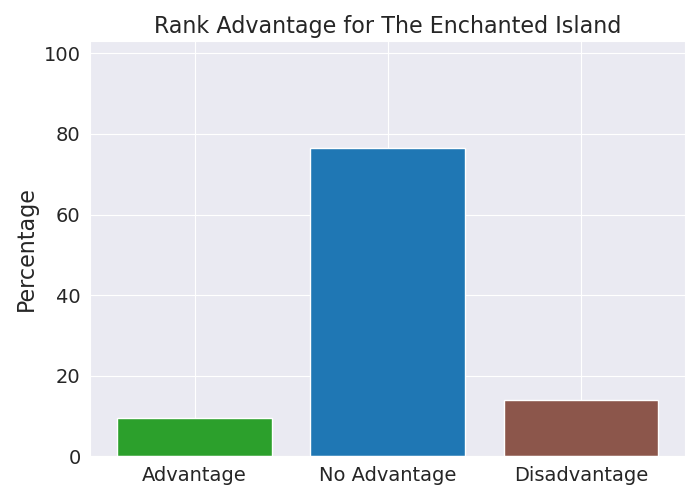 Rank Advantage for The Enchanted Island
100
80
60
40
20
0
Percentage
Advantage
No Advantage
Disadvantage